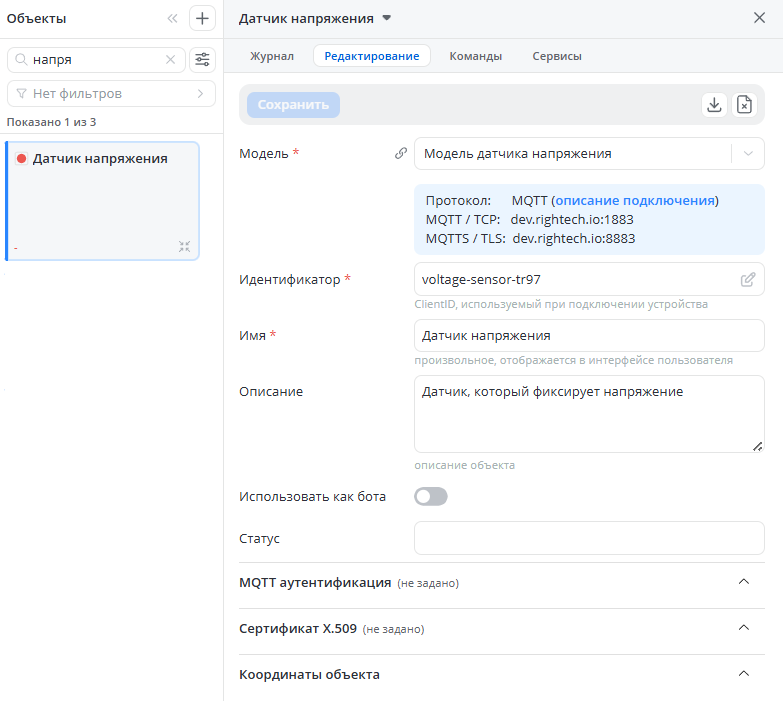 Объекты
напря
Нет фильтров
Показано 1 из 3
Датчик напряжения
-
Датчик напряжения
Журнал
Редактирование
Команды
Сервисы
Сохранить
Модель *
Модель датчика напряжения
Протокол: MQTT (описание подключения)
MQTT / TCP: dev.rightech.io:1883
MQTTS / TLS: dev.rightech.io:8883
Идентификатор *
voltage-sensor-tr97
ClientID, используемый при подключении устройства
Имя *
Датчик напряжения
произвольное, отображается в интерфейсе пользователя
Описание
Датчик, который фиксирует напряжение
описание объекта
Использовать как бота
Статус
MQTT аутентификация (не задано)
Сертификат X.509 (не задано)
Координаты объекта